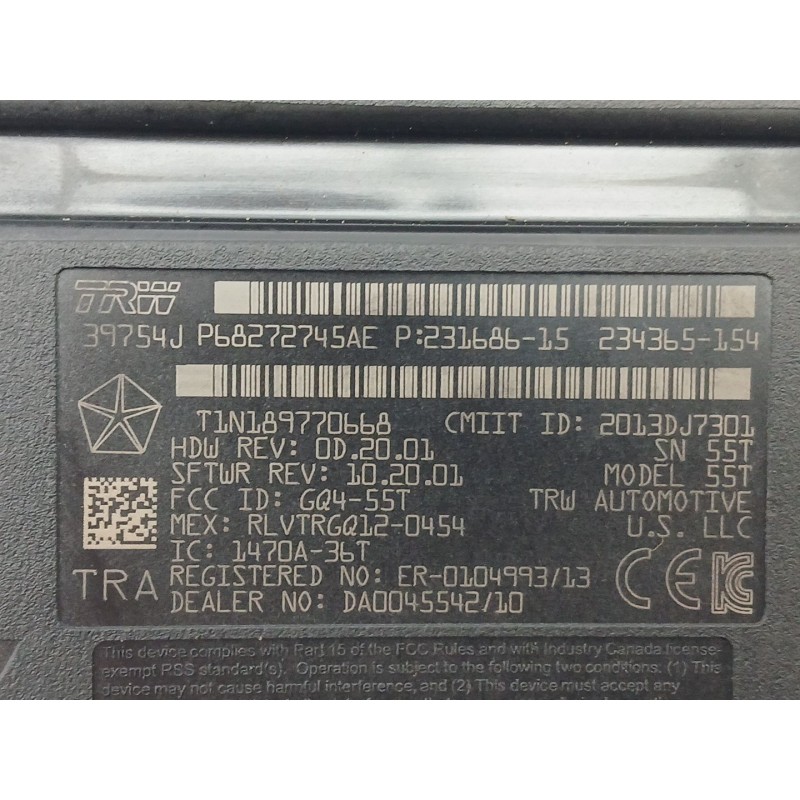 TRW
39754J P68272745AE P:231686-15 234365-154
T1N189770668 CMIIT ID: 2013DJ7301
HDW REV: 0D.20.01 SN 55T
SFTWR REV: 10.20.01 MODEL 55T
FCC ID: GQ4-55T TRW AUTOMOTIVE
MEX: RLVTRGQ12-0454 U.S. LLC
IC: 1470A-36T
TRA REGISTERED NO: ER-0104993/13
DEALER NO: DA0045542/10
CE
This device complies with Part 15 of the FCC Rules and with Industry Canada license-
exempt RSS standard(s). Operation is subject to the following two conditions: (1) This
device may not cause harmful interference, and (2) This device must accept any